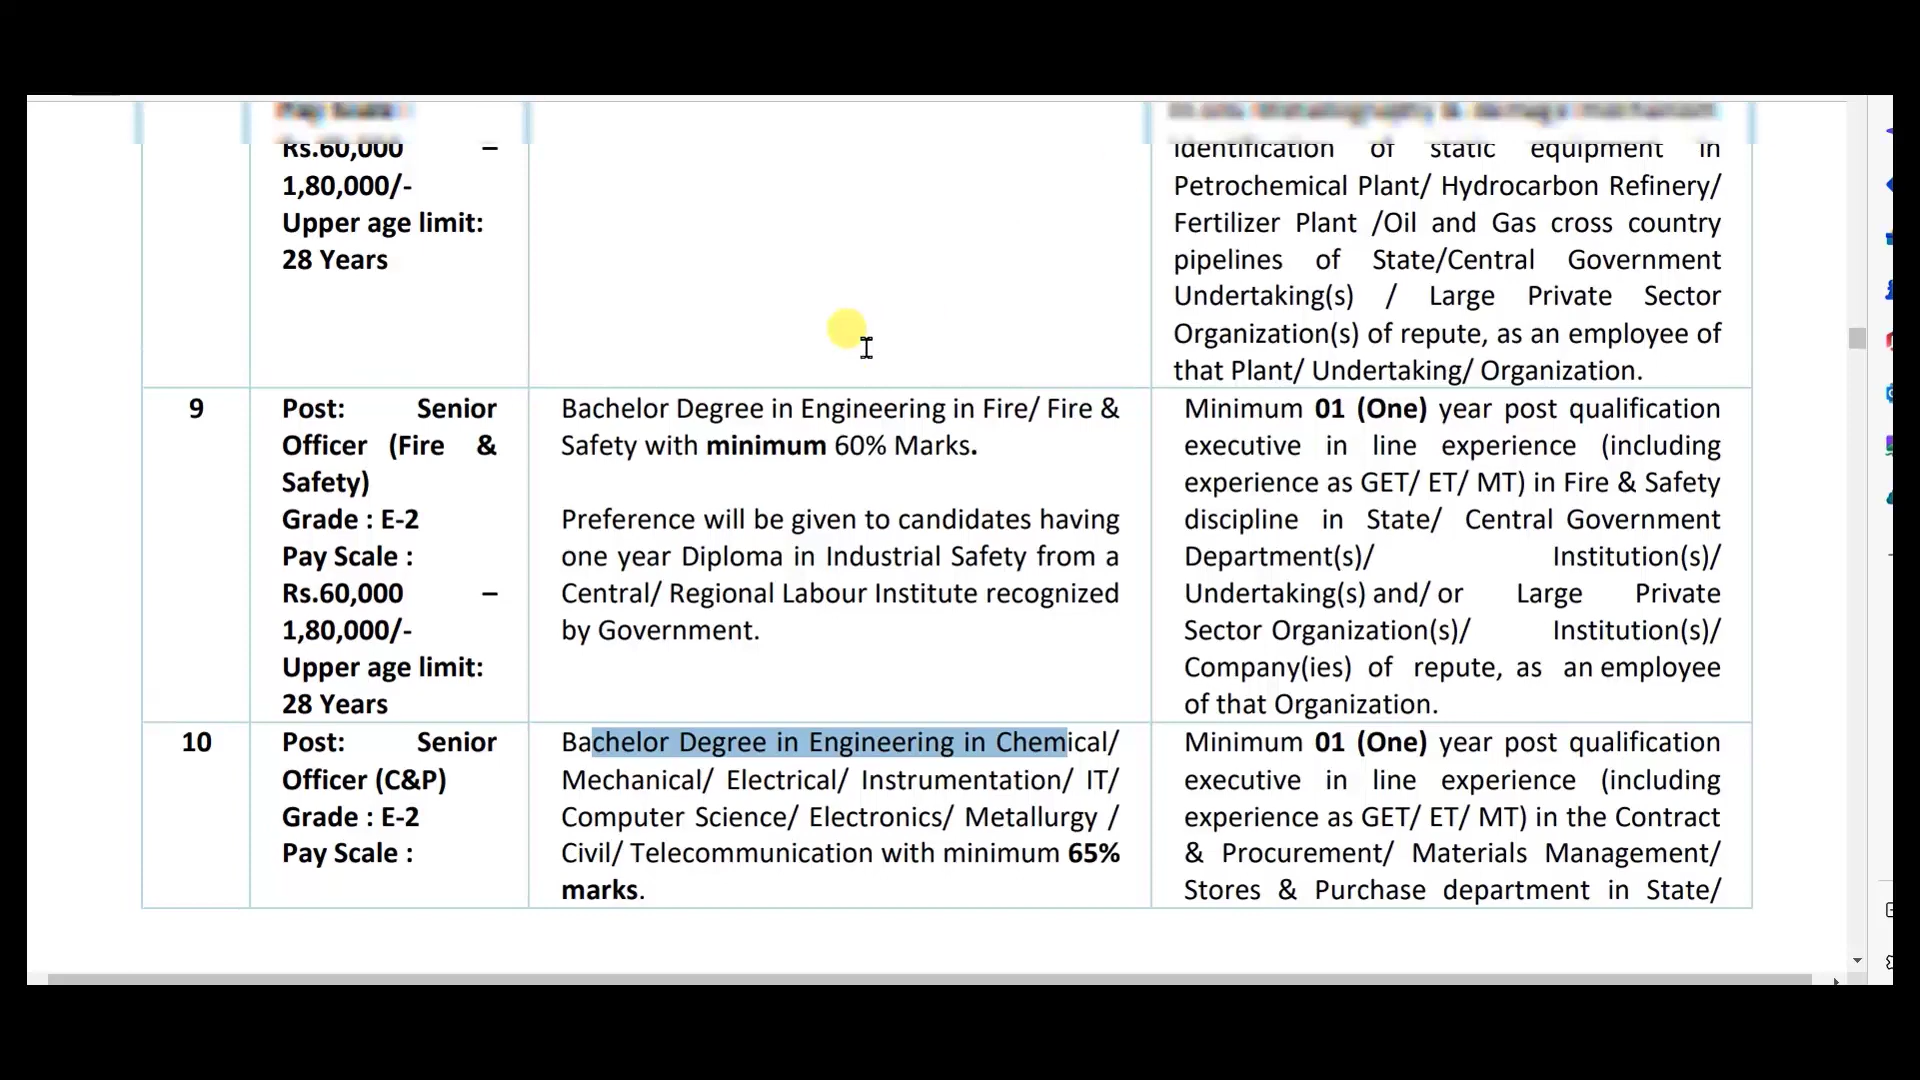 Pay Scale :
Rs.60,000 –
1,80,000/-
Upper age limit:
28 Years
identification of static equipment in
Petrochemical Plant/ Hydrocarbon Refinery/
Fertilizer Plant /Oil and Gas cross country
pipelines of State/Central Government
Undertaking(s) / Large Private Sector
Organization(s) of repute, as an employee of
that Plant/ Undertaking/ Organization.
9
Post: Senior
Officer (Fire &
Safety)
Grade : E-2
Pay Scale :
Rs.60,000 –
1,80,000/-
Upper age limit:
28 Years
Bachelor Degree in Engineering in Fire/ Fire &
Safety with minimum 60% Marks.
Preference will be given to candidates having
one year Diploma in Industrial Safety from a
Central/ Regional Labour Institute recognized
by Government.
Minimum 01 (One) year post qualification
executive in line experience (including
experience as GET/ ET/ MT) in Fire & Safety
discipline in State/ Central Government
Department(s)/ Institution(s)/
Undertaking(s) and/ or Large Private
Sector Organization(s)/ Institution(s)/
Company(ies) of repute, as an employee
of that Organization.
10
Post: Senior
Officer (C&P)
Grade : E-2
Pay Scale :
Bachelor Degree in Engineering in Chemical/
Mechanical/ Electrical/ Instrumentation/ IT/
Computer Science/ Electronics/ Metallurgy /
Civil/ Telecommunication with minimum 65%
marks.
Minimum 01 (One) year post qualification
executive in line experience (including
experience as GET/ ET/ MT) in the Contract
& Procurement/ Materials Management/
Stores & Purchase department in State/